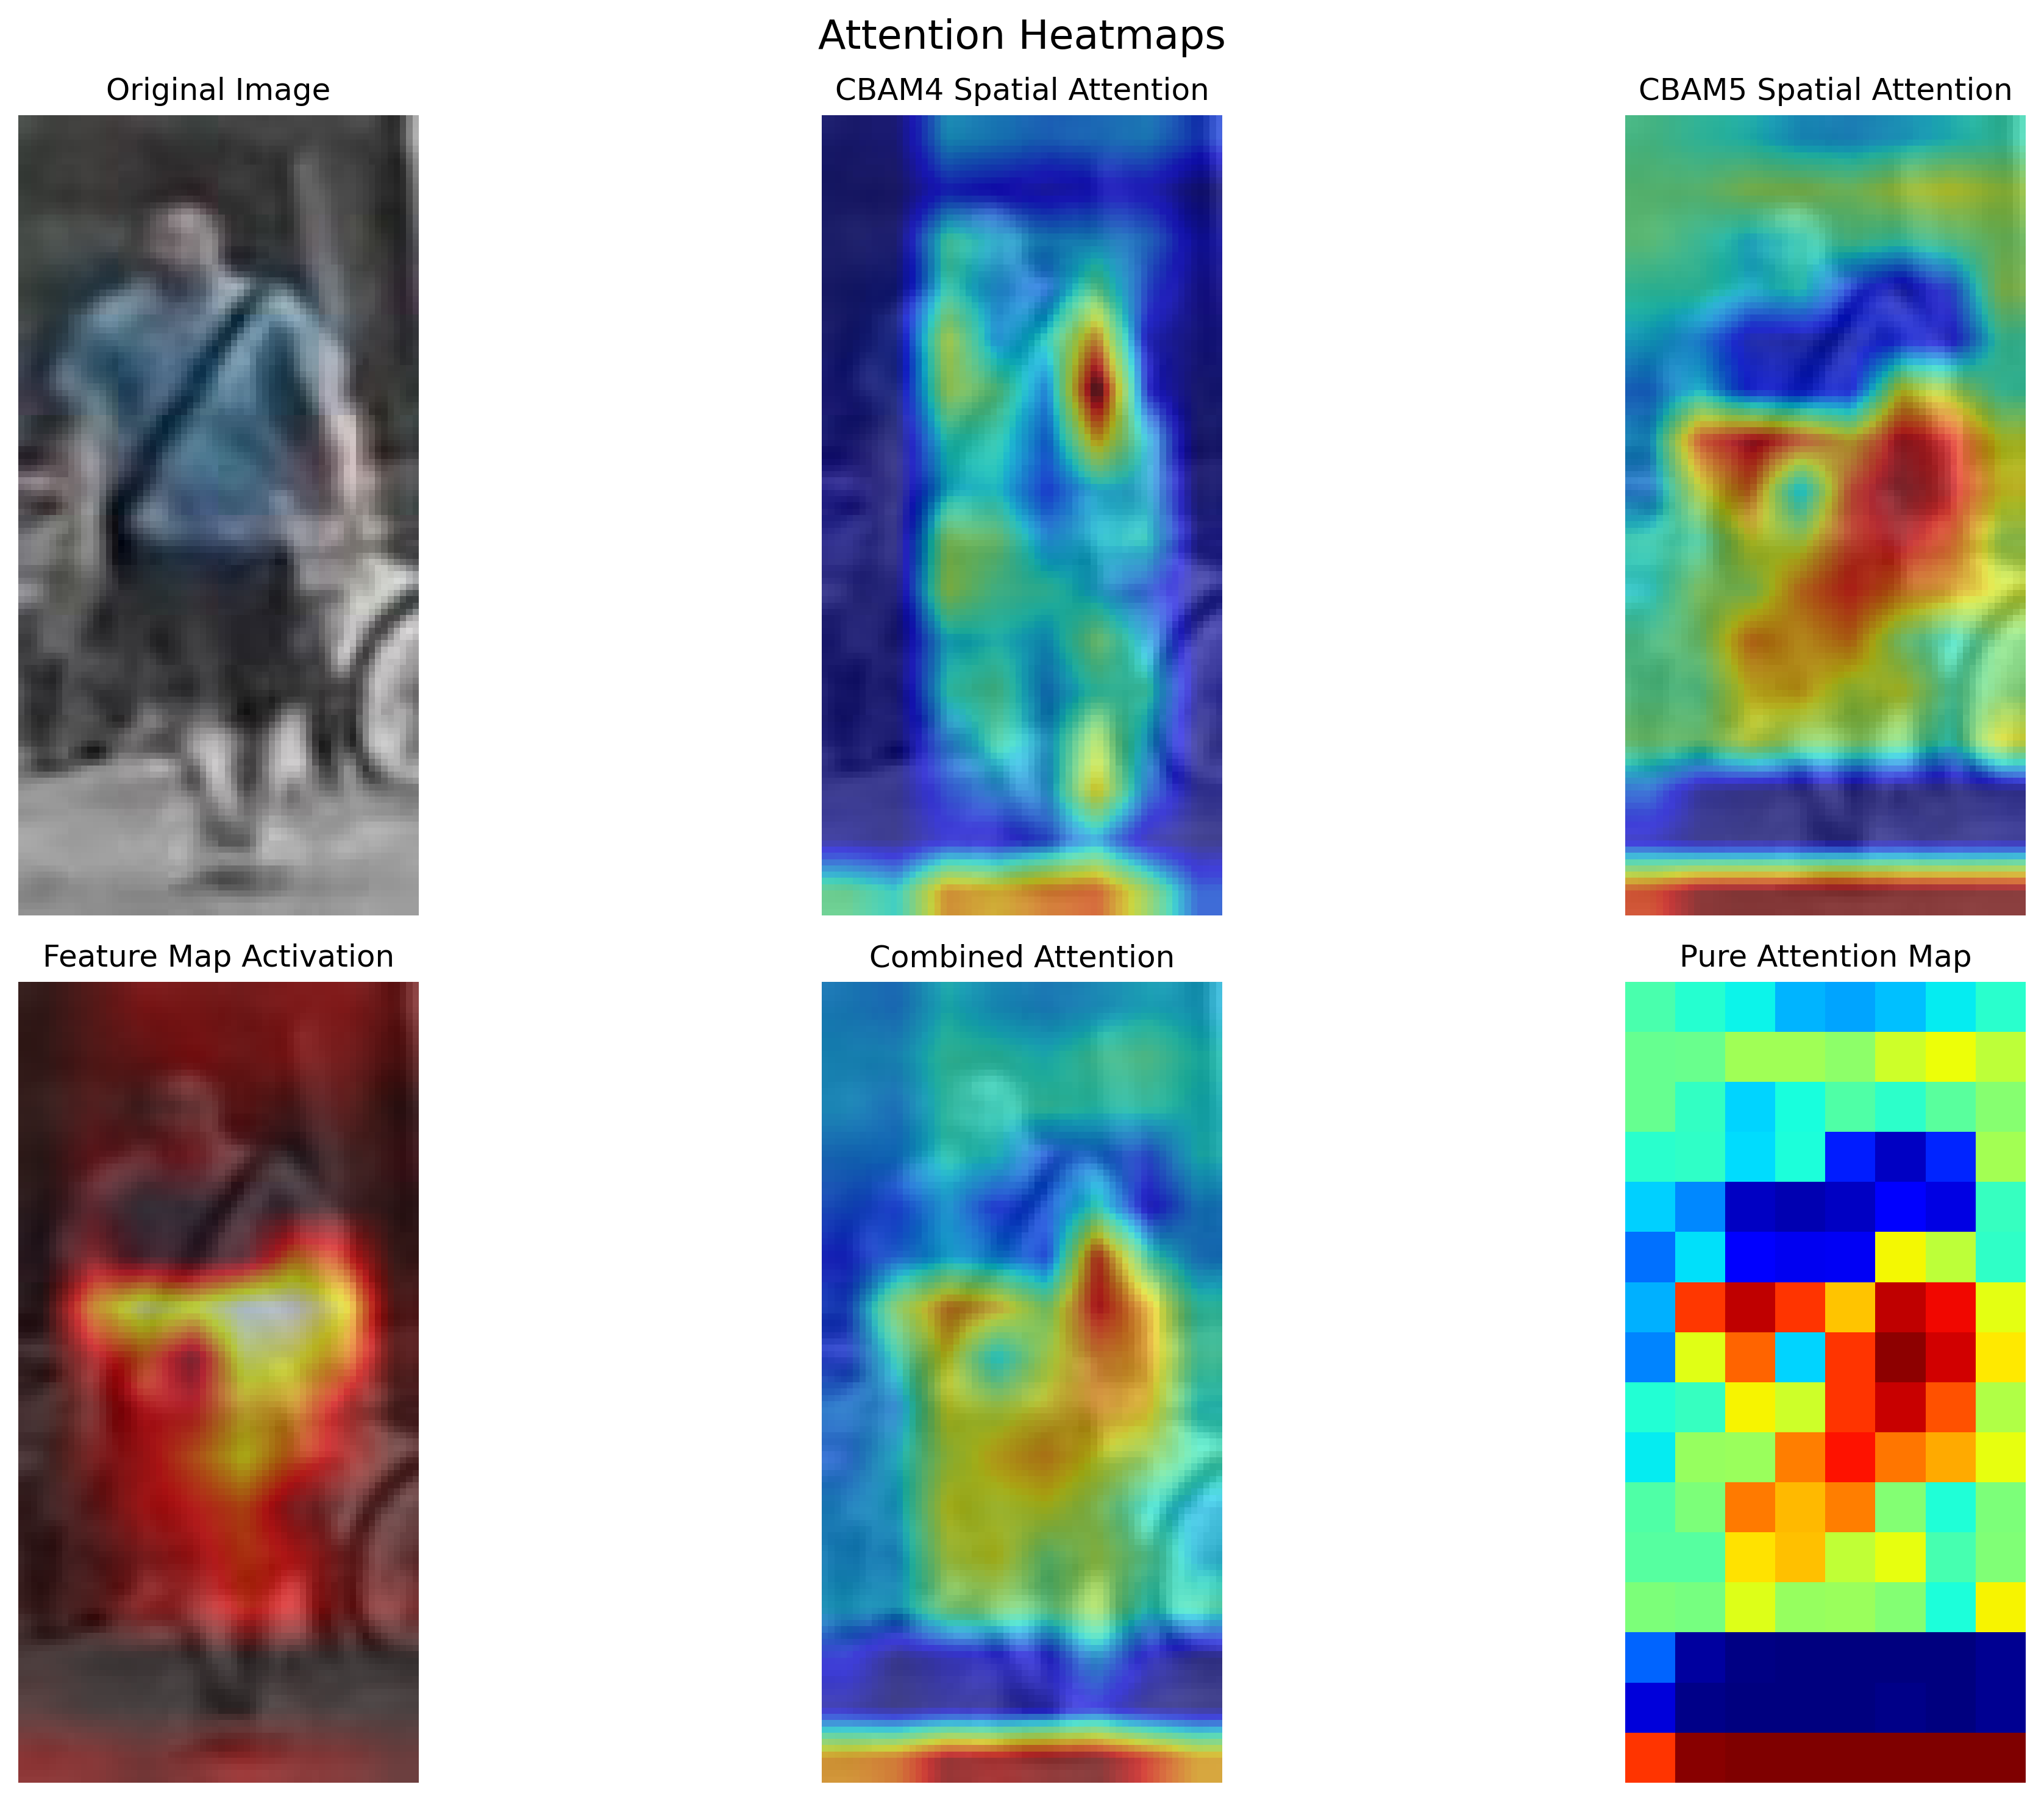 Attention Heatmaps
Original Image
CBAM4 Spatial Attention
CBAM5 Spatial Attention
Feature Map Activation
Combined Attention
Pure Attention Map